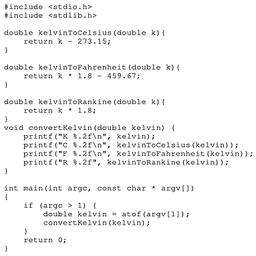 #include <stdio.h>
#include <stdlib.h>

double kelvinToCelsius(double k){
    return k - 273.15;
}

double kelvinToFahrenheit(double k){
    return k * 1.8 - 459.67;
}

double kelvinToRankine(double k){
    return k * 1.8;
}
void convertKelvin(double kelvin) {
    printf("K %.2f\n", kelvin);
    printf("C %.2f\n", kelvinToCelsius(kelvin));
    printf("F %.2f\n", kelvinToFahrenheit(kelvin));
    printf("R %.2f", kelvinToRankine(kelvin));
}

int main(int argc, const char * argv[])
{
    if (argc > 1) {
        double kelvin = atof(argv[1]);
        convertKelvin(kelvin);
    }
    return 0;
}